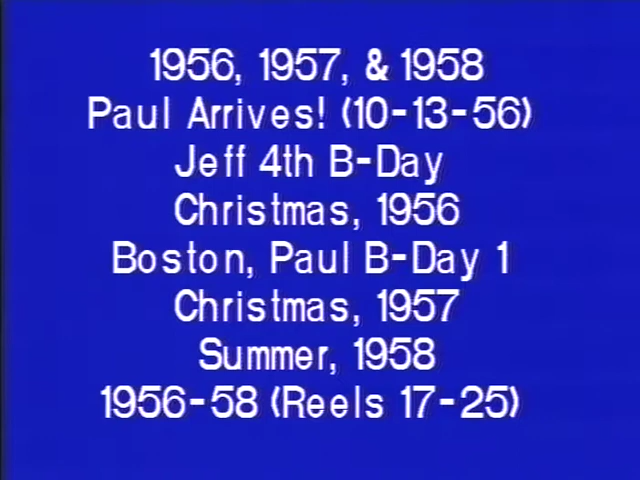 1956, 1957, & 1958
Paul Arrives! (10-13-56)
Jeff 4th B-Day
Christmas, 1956
Boston, Paul B-Day 1
Christmas, 1957
Summer, 1958
1956-58 (Reels 17-25)